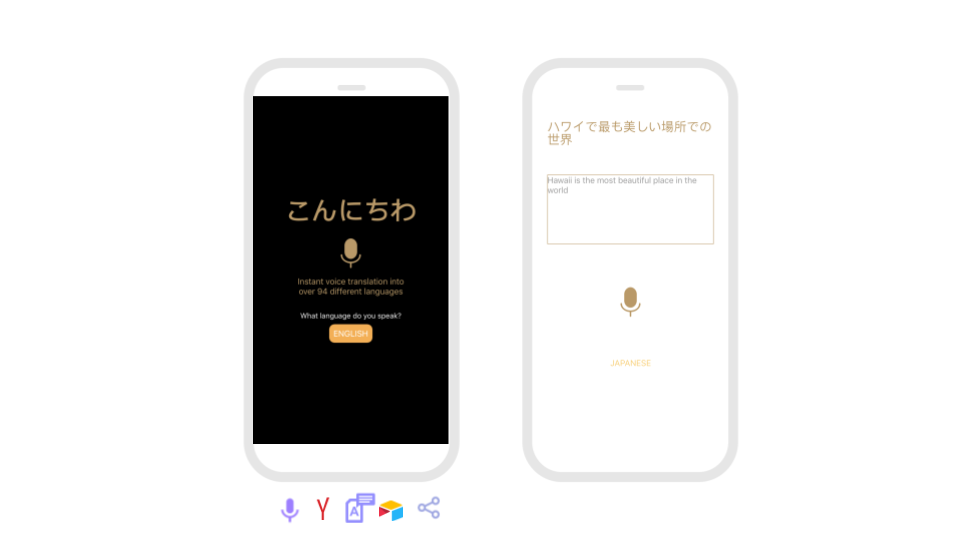 こんにちわ
Instant voice translation into
over 94 different languages
What language do you speak?
ENGLISH
ハワイで最も美しい場所での
世界
Hawaii is the most beautiful place in the
world
JAPANESE
Y
A